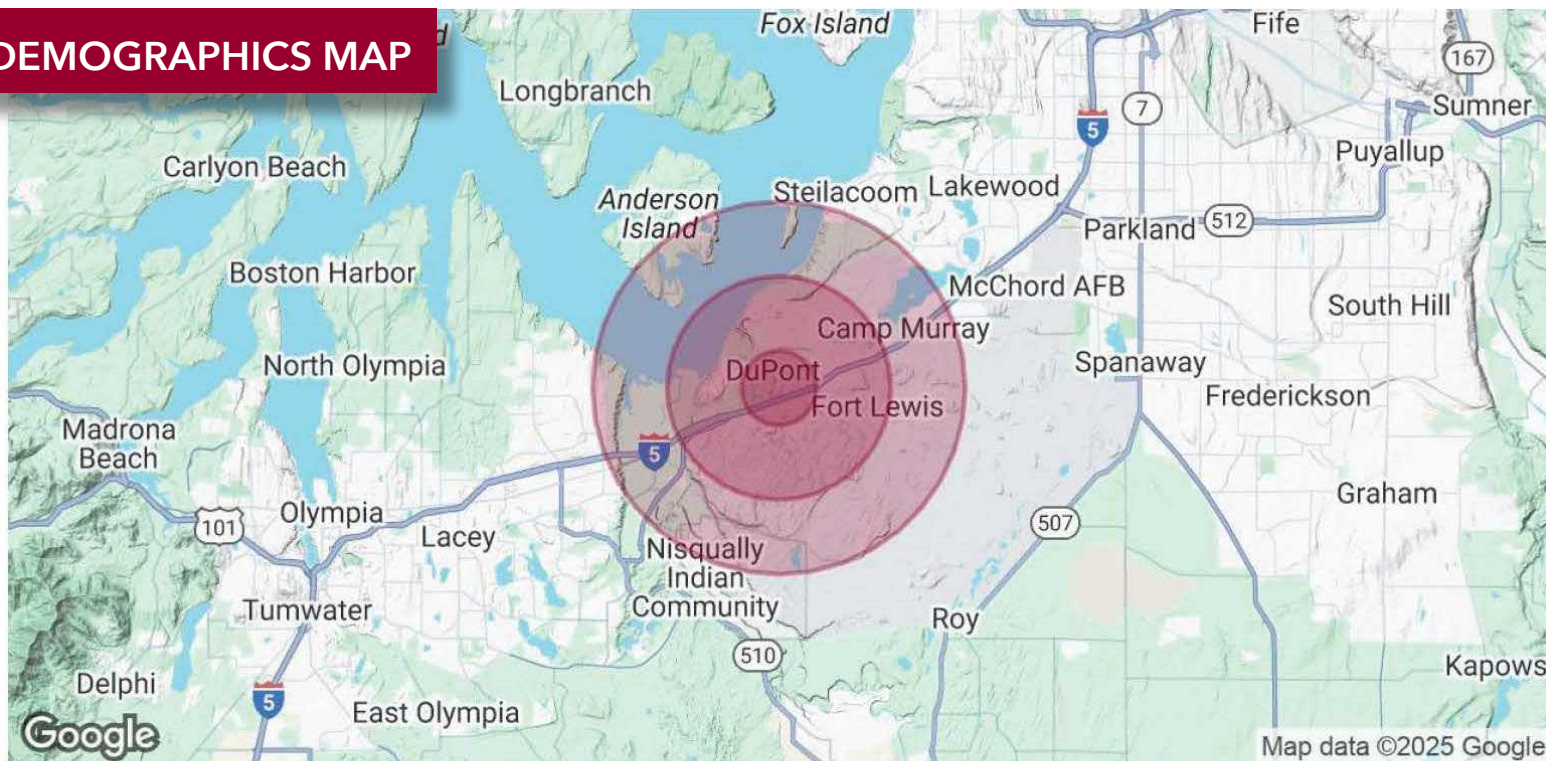 DEMOGRAPHICS MAP
Fox Island
Fife
167
Longbranch
7
Sumner
5
Carlyon Beach
Puyallup
Anderson
Island
Steilacoom
Lakewood
512
Parkland
Boston Harbor
McChord AFB
South Hill
Camp Murray
North Olympia
DuPont
Spanaway
Fort Lewis
Frederickson
Madrona
Beach
5
Graham
101
Olympia
Lacey
507
Nisqually
Indian
Community
Tumwater
Roy
510
Delphi
Kapows
5
East Olympia
Google
Map data ©2025 Google